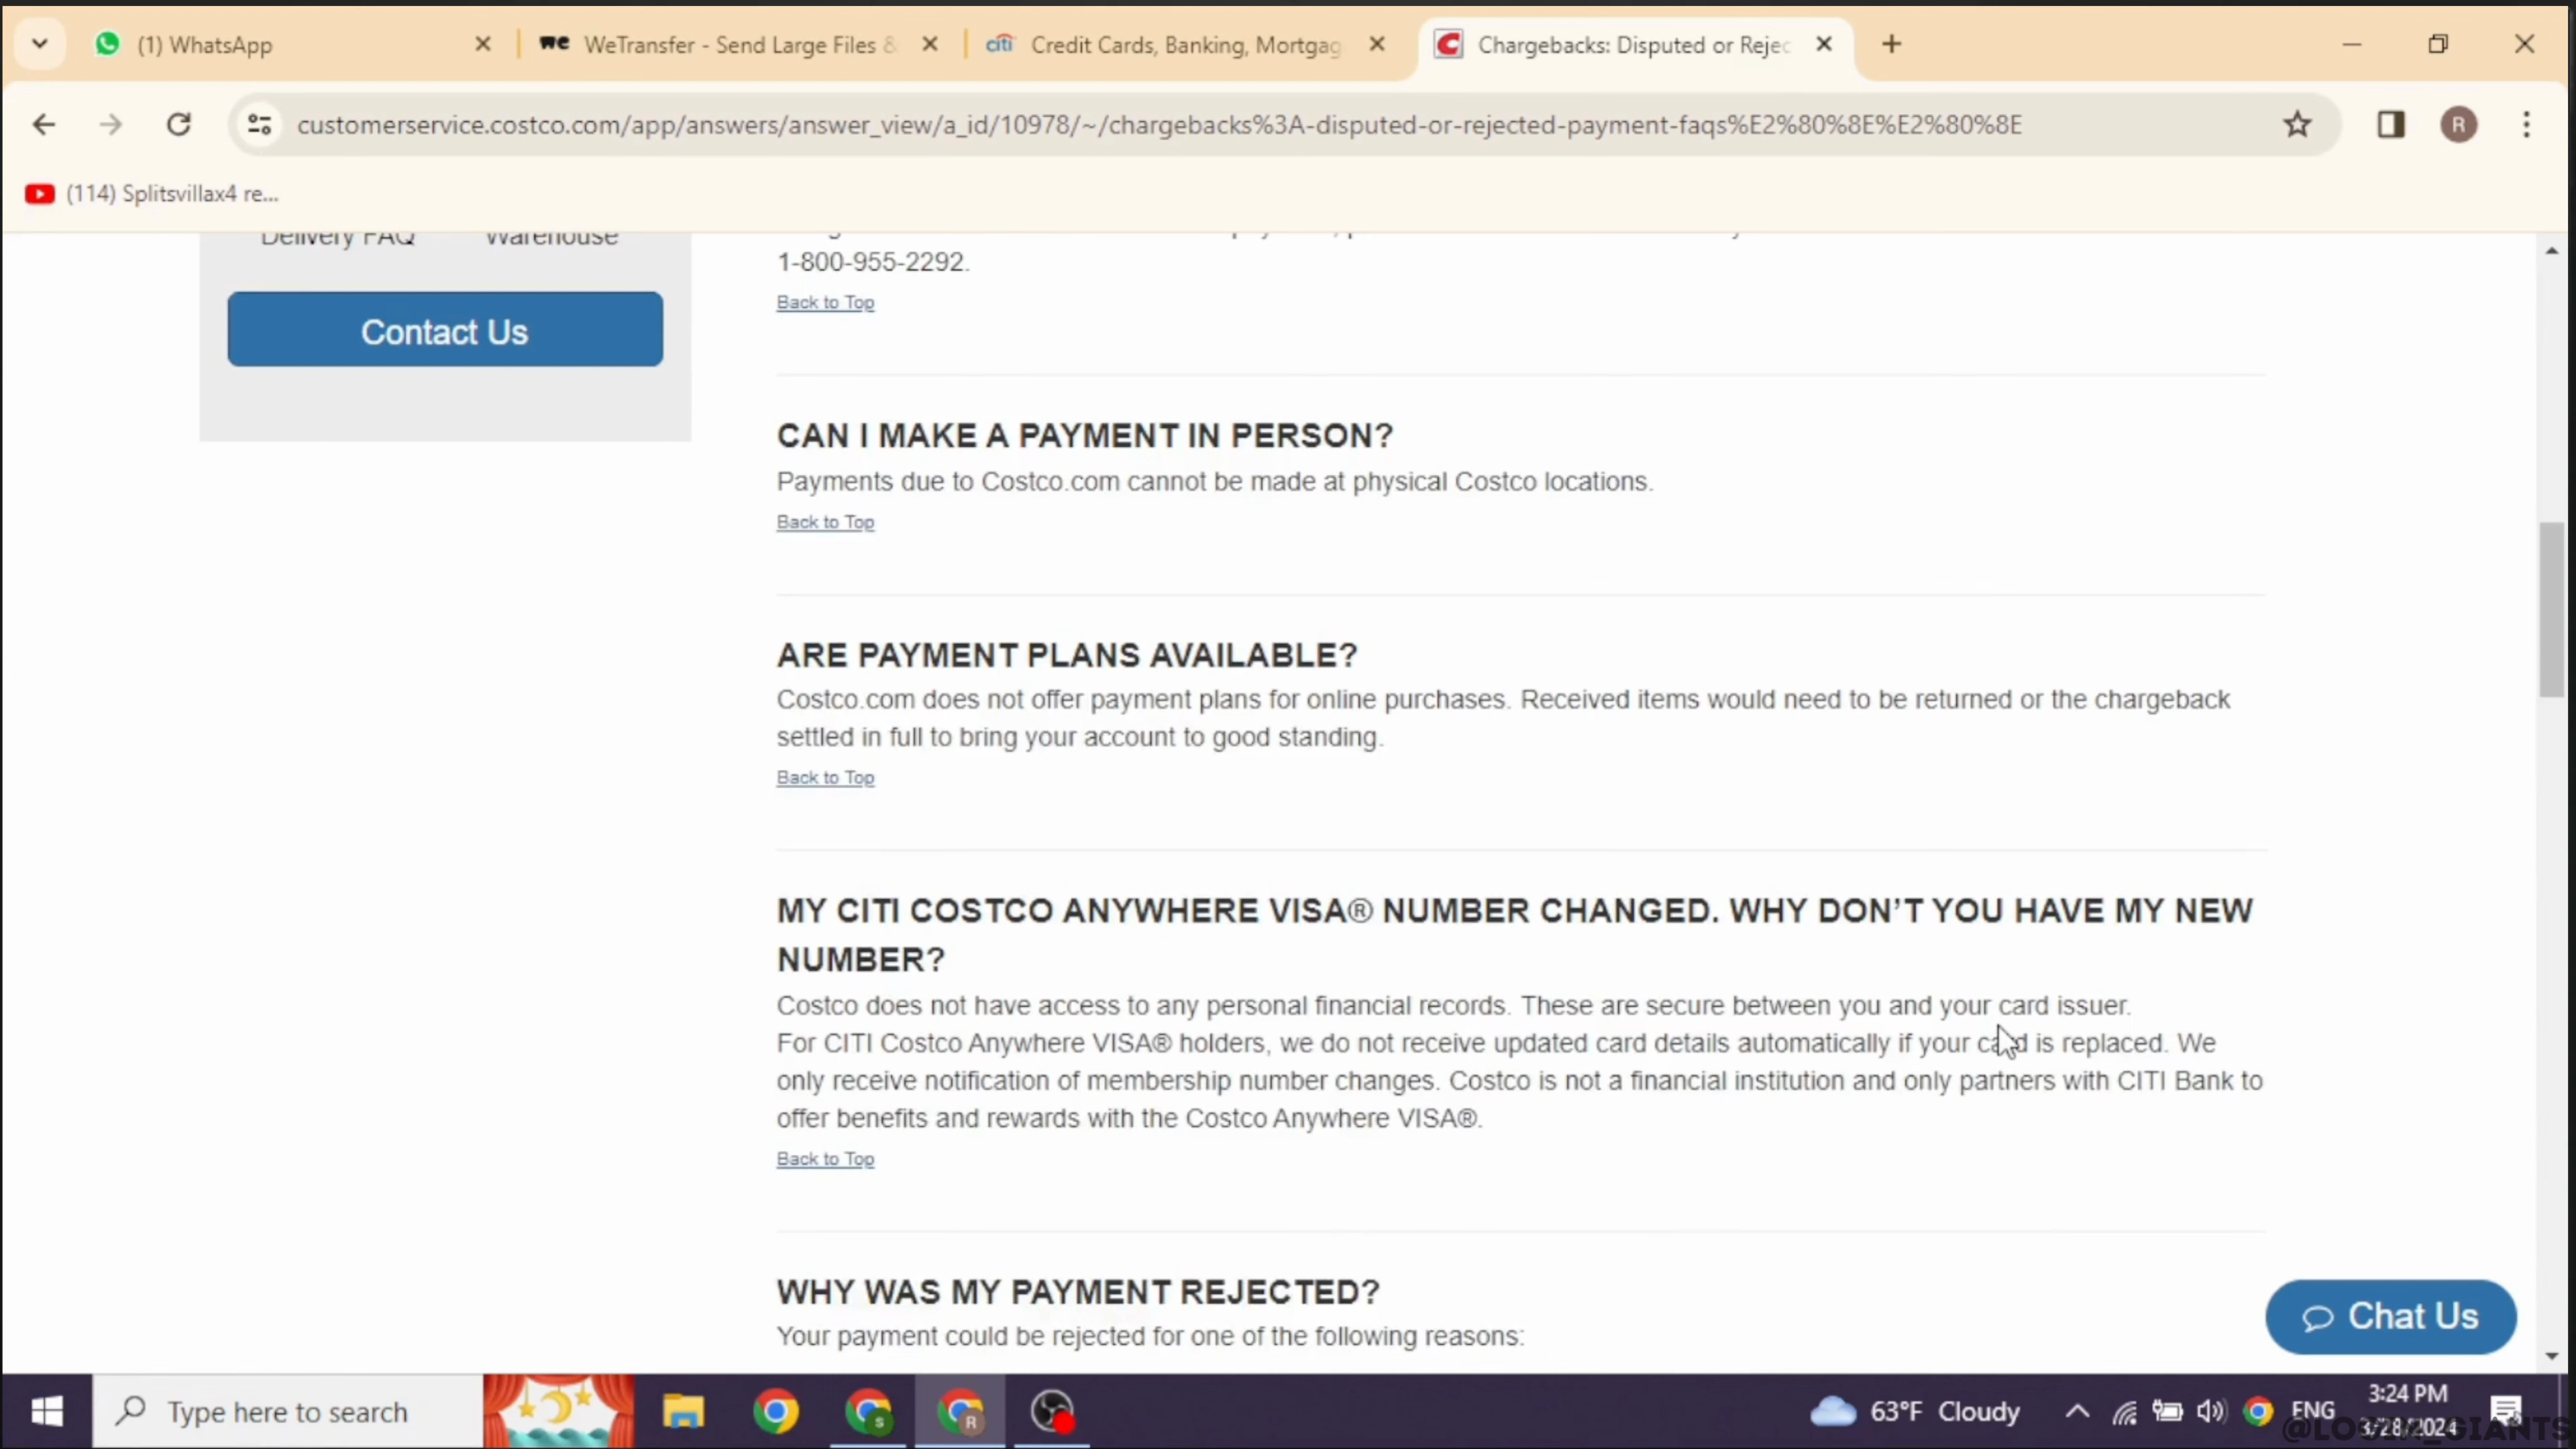 (1) WhatsApp
WeTransfer - Send Large Files &
citi Credit Cards, Banking, Mortgag
Chargebacks: Disputed or Rejec
customerservice.costco.com/app/answers/answer_view/a_id/10978/~/chargebacks%3A-disputed-or-rejected-payment-faqs%E2%80%8E%E2%80%8E
R
(114) Splitsvillax4 re...
Delivery FAQ Warehouse
Contact Us
1-800-955-2292.
Back to Top
CAN I MAKE A PAYMENT IN PERSON?
Payments due to Costco.com cannot be made at physical Costco locations.
Back to Top
ARE PAYMENT PLANS AVAILABLE?
Costco.com does not offer payment plans for online purchases. Received items would need to be returned or the chargeback
settled in full to bring your account to good standing.
Back to Top
MY CITI COSTCO ANYWHERE VISA® NUMBER CHANGED. WHY DON’T YOU HAVE MY NEW
NUMBER?
Costco does not have access to any personal financial records. These are secure between you and your card issuer.
For CITI Costco Anywhere VISA® holders, we do not receive updated card details automatically if your card is replaced. We
only receive notification of membership number changes. Costco is not a financial institution and only partners with CITI Bank to
offer benefits and rewards with the Costco Anywhere VISA®.
Back to Top
WHY WAS MY PAYMENT REJECTED?
Your payment could be rejected for one of the following reasons:
Chat Us
Type here to search
63°F Cloudy
ENG
3:24 PM
3/28/2024